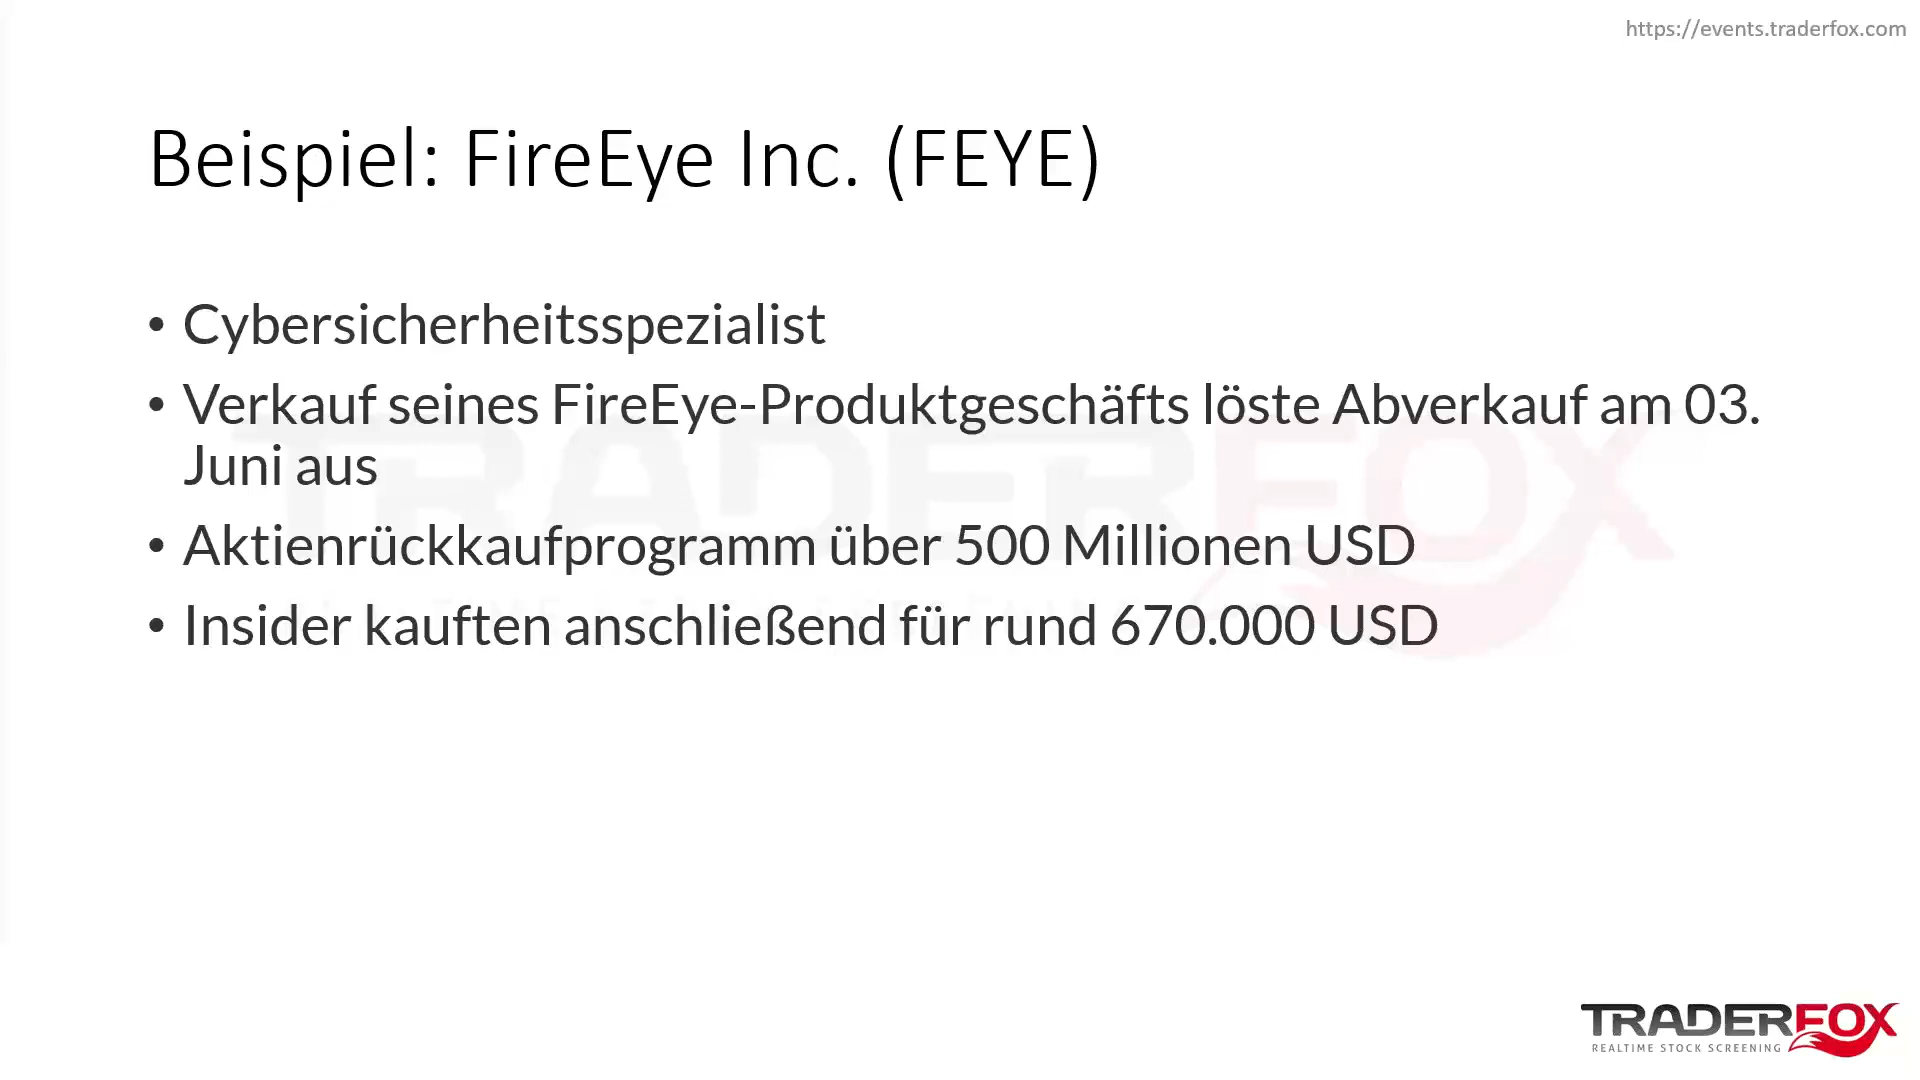 https://events.traderfox.com
Beispiel: FireEye Inc. (FEYE)
• Cybersicherheitsspezialist
• Verkauf seines FireEye-Produktgeschäfts löste Abverkauf am 03.
Juni aus
• Aktienrückkaufprogramm über 500 Millionen USD
• Insider kauften anschließend für rund 670.000 USD
TRADERFOX
TRADERFOX
REALTIME STOCK SCREENING